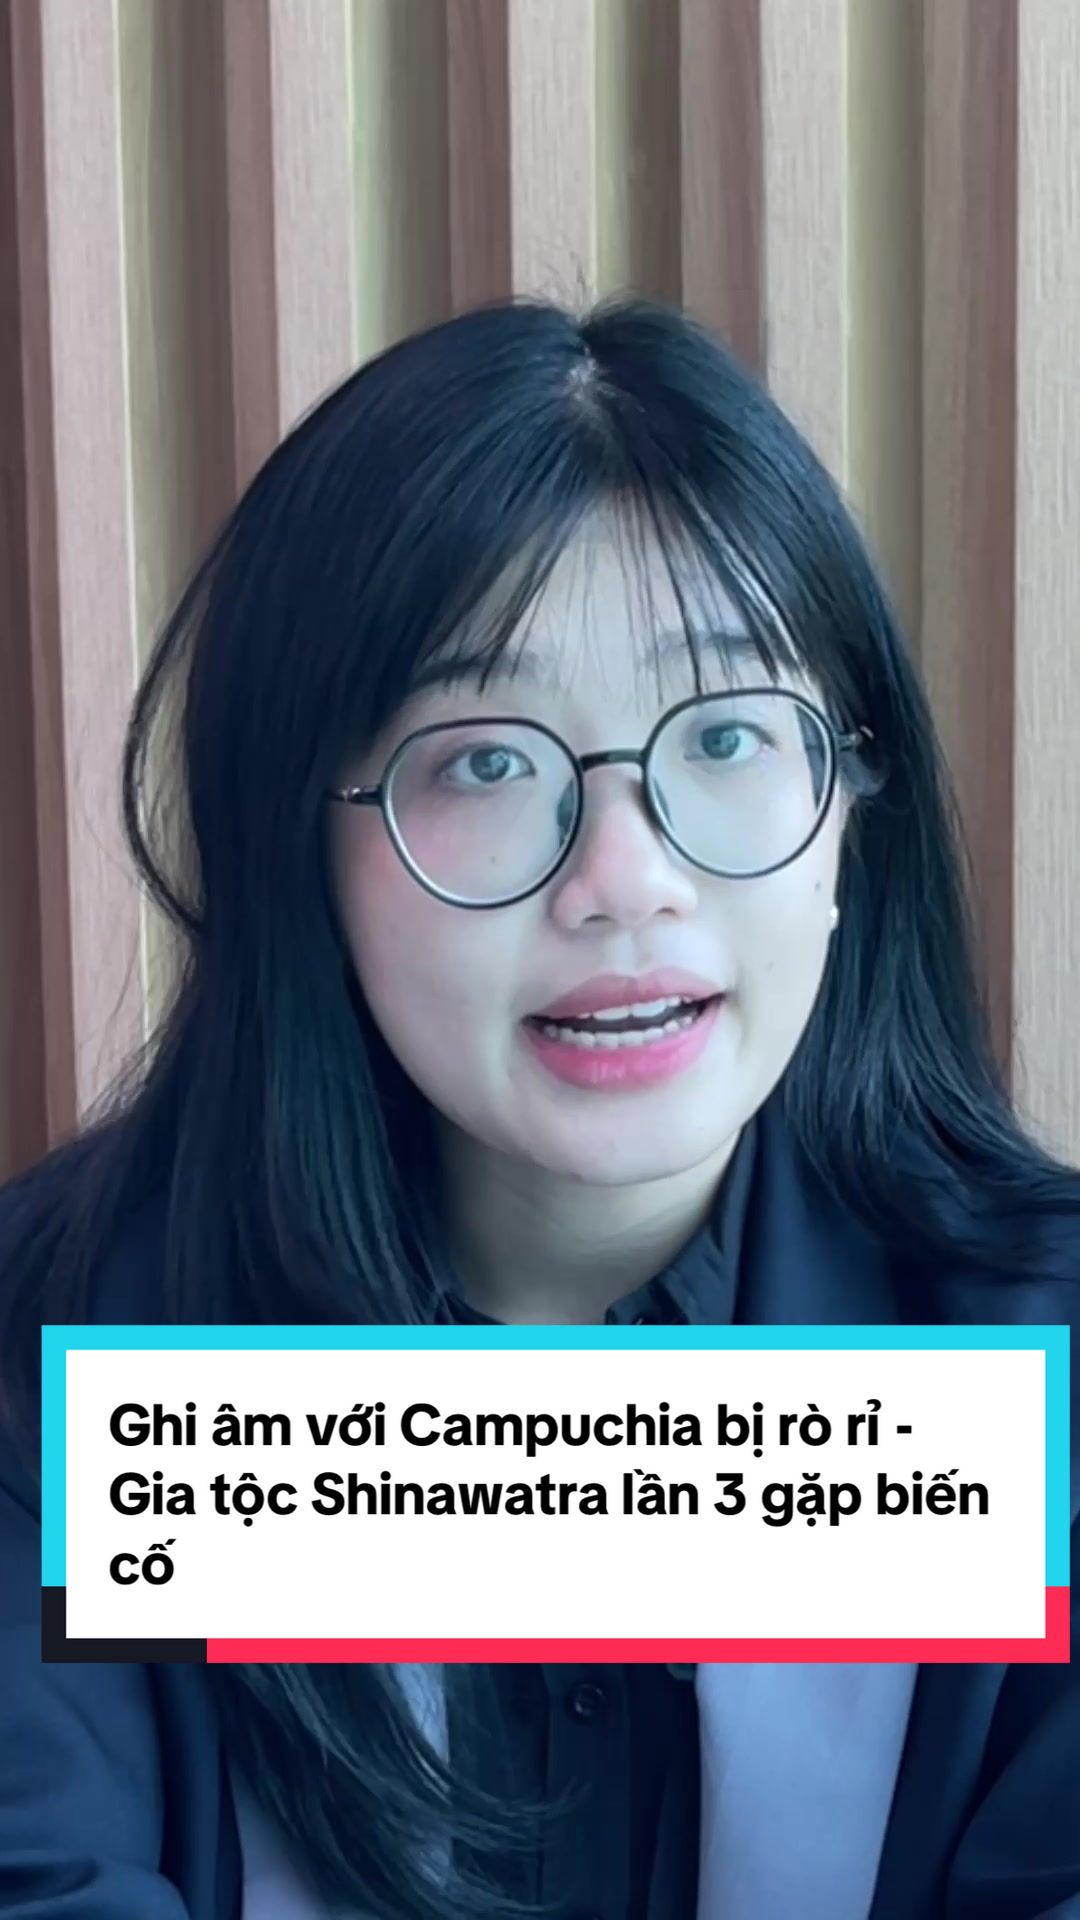 Ghi âm với Campuchia bị rò rỉ -
Gia tộc Shinawatra lần 3 gặp biến
cố